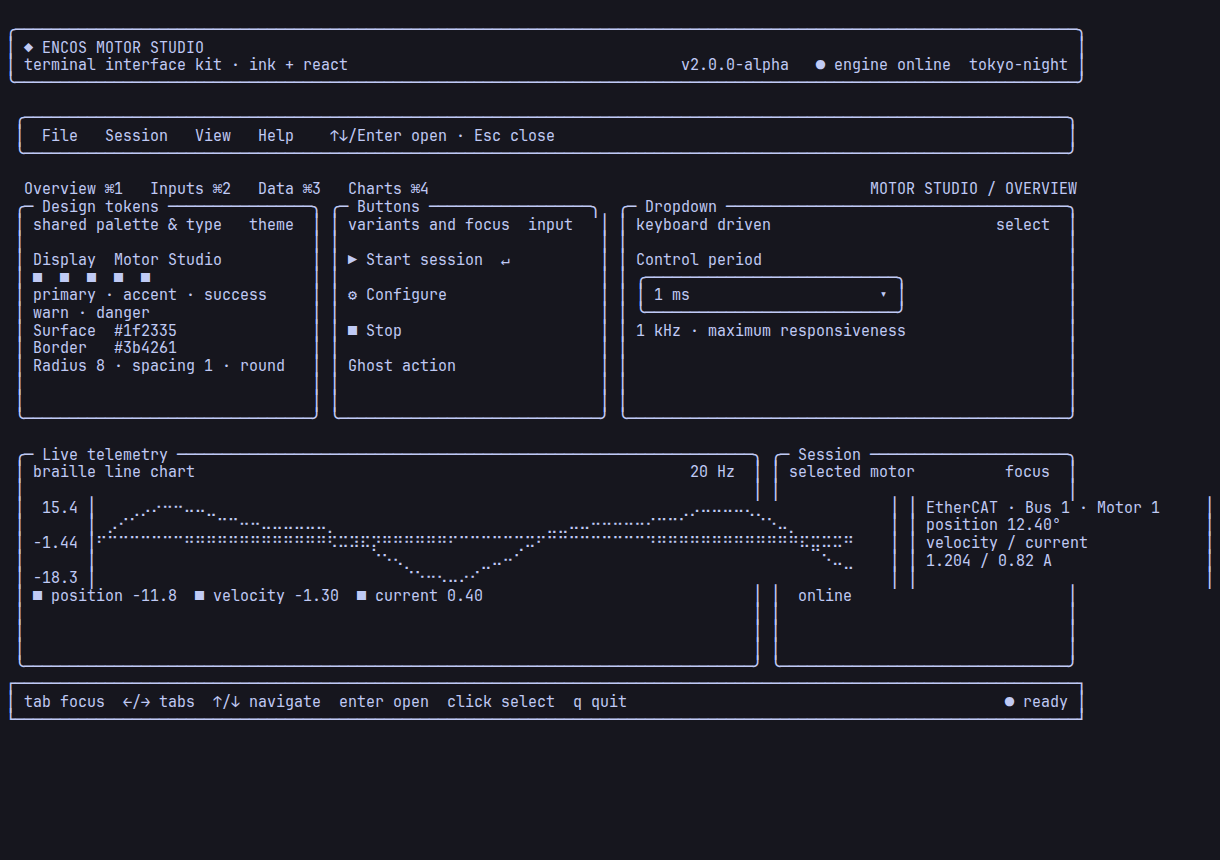 ◆ ENCOS MOTOR STUDIO
terminal interface kit · ink + react v2.0.0-alpha ● engine online tokyo-night
File Session View Help ↑↓/Enter open · Esc close
Overview ⌘1 Inputs ⌘2 Data ⌘3 Charts ⌘4 MOTOR STUDIO / OVERVIEW
Design tokens
shared palette & type theme
Display Motor Studio
■ ■ ■ ■ ■
primary · accent · success
warn · danger
Surface #1f2335
Border #3b4261
Radius 8 · spacing 1 · round
Buttons
variants and focus input
▶ Start session ↵
⚙ Configure
■ Stop
Ghost action
Dropdown
keyboard driven select
Control period
1 ms ▾
1 kHz · maximum responsiveness
Live telemetry
braille line chart 20 Hz
15.4
-1.44
-18.3
■ position -11.8 ■ velocity -1.30 ■ current 0.40
Session
selected motor focus
EtherCAT · Bus 1 · Motor 1
position 12.40°
velocity / current
1.204 / 0.82 A
online
tab focus ←/→ tabs ↑/↓ navigate enter open click select q quit ● ready